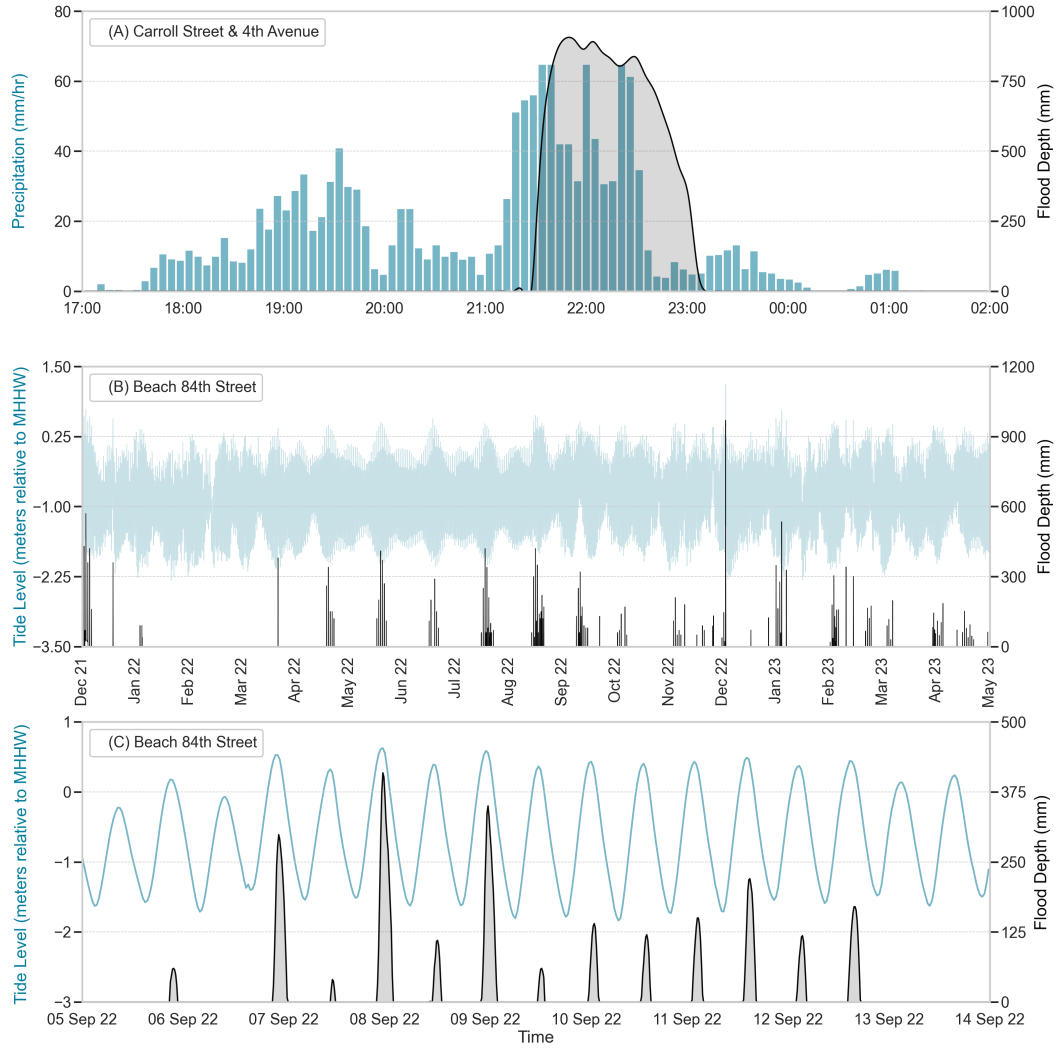 (A) Carroll Street & 4th Avenue
Precipitation (mm/hr)
80
60
40
20
0
Flood Depth (mm)
1000
750
500
250
0
17:00 18:00 19:00 20:00 21:00 22:00 23:00 00:00 01:00 02:00
(B) Beach 84th Street
Tide Level (meters relative to MHHW)
1.50
0.25
−1.00
−2.25
−3.50
Flood Depth (mm)
1200
900
600
300
0
Dec 21 Jan 22 Feb 22 Mar 22 Apr 22 May 22 Jun 22 Jul 22 Aug 22 Sep 22 Oct 22 Nov 22 Dec 22 Jan 23 Feb 23 Mar 23 Apr 23 May 23
(C) Beach 84th Street
Tide Level (meters relative to MHHW)
1
0
−1
−2
−3
Flood Depth (mm)
500
375
250
125
0
05 Sep 22 06 Sep 22 07 Sep 22 08 Sep 22 09 Sep 22 10 Sep 22 11 Sep 22 12 Sep 22 13 Sep 22 14 Sep 22
Time